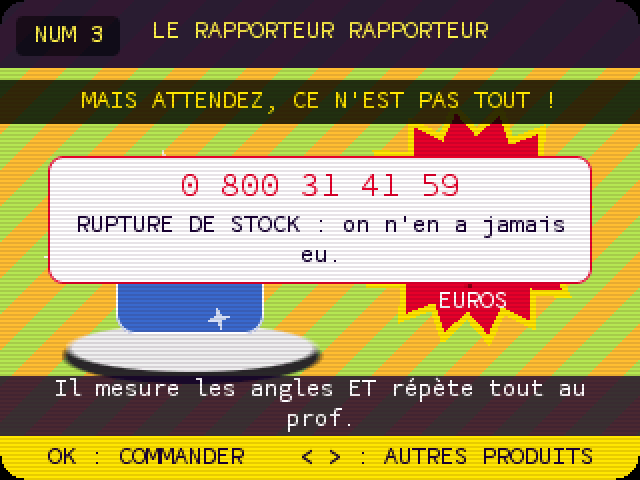 NUM 3
LE RAPPORTEUR RAPPORTEUR
MAIS ATTENDEZ, CE N'EST PAS TOUT !
0 800 31 41 59
RUPTURE DE STOCK : on n'en a jamais
eu.
EUROS
Il mesure les angles ET répète tout au
prof.
OK : COMMANDER < > : AUTRES PRODUITS